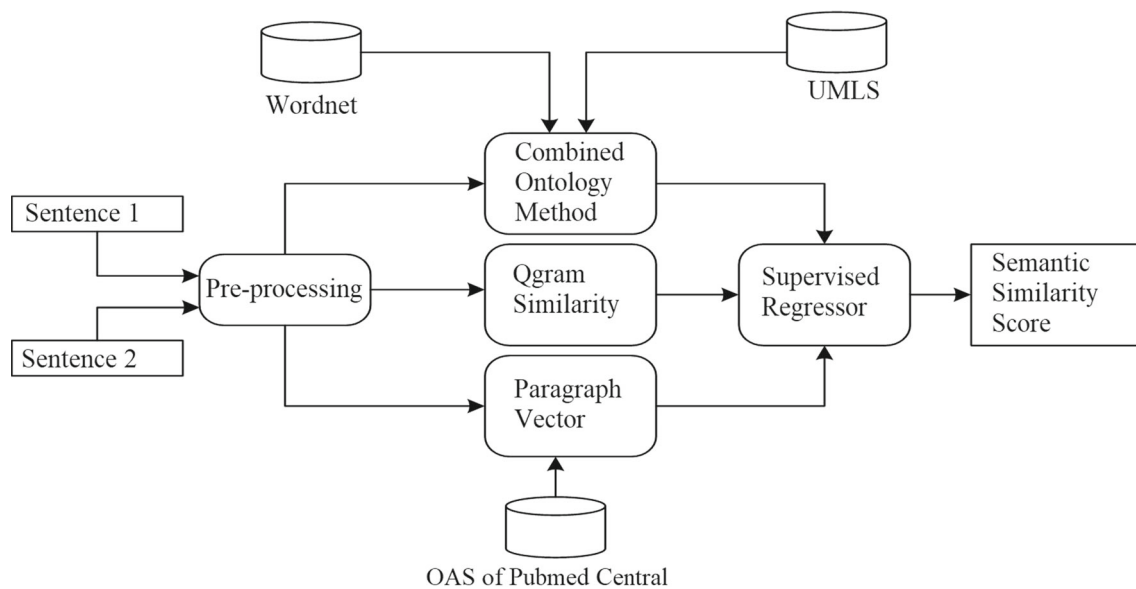 Wordnet
UMLS
Combined
Ontology
Method
Sentence 1
Pre-processing
Sentence 2
Qgram
Similarity
Supervised
Regressor
Semantic
Similarity
Score
Paragraph
Vector
OAS of Pubmed Central